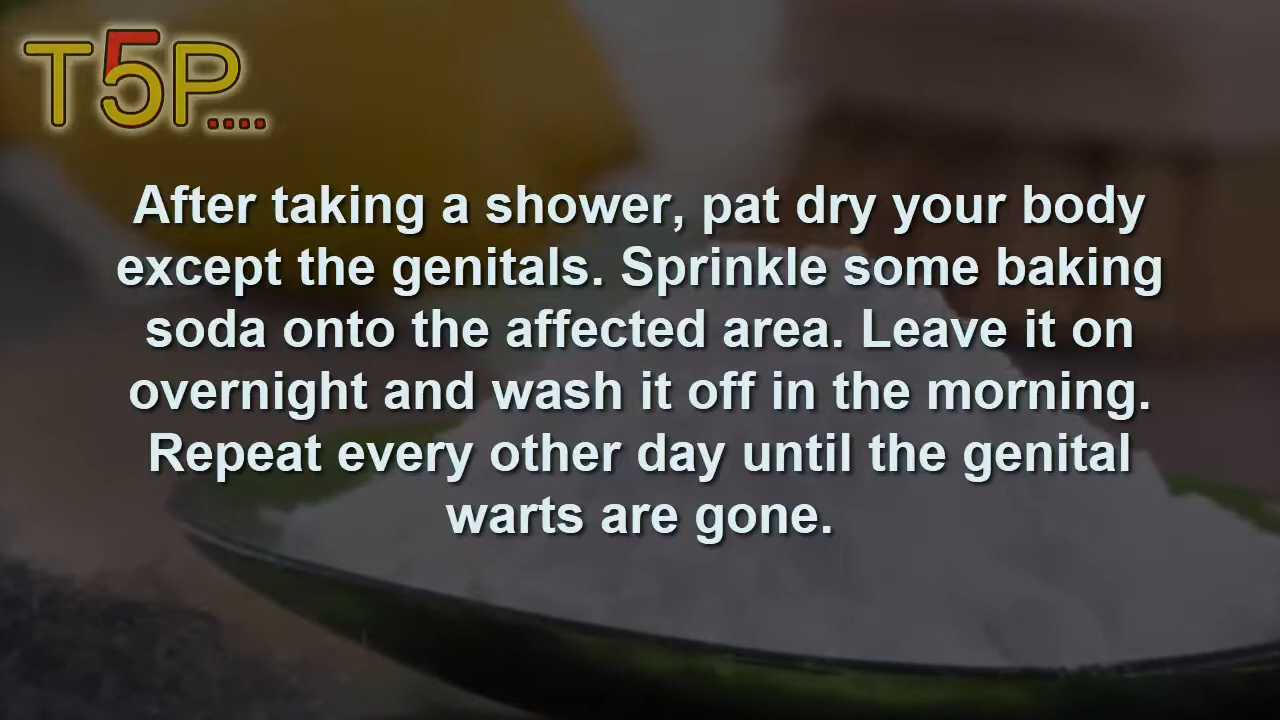 T5P....
After taking a shower, pat dry your body
except the genitals. Sprinkle some baking
soda onto the affected area. Leave it on
overnight and wash it off in the morning.
Repeat every other day until the genital
warts are gone.